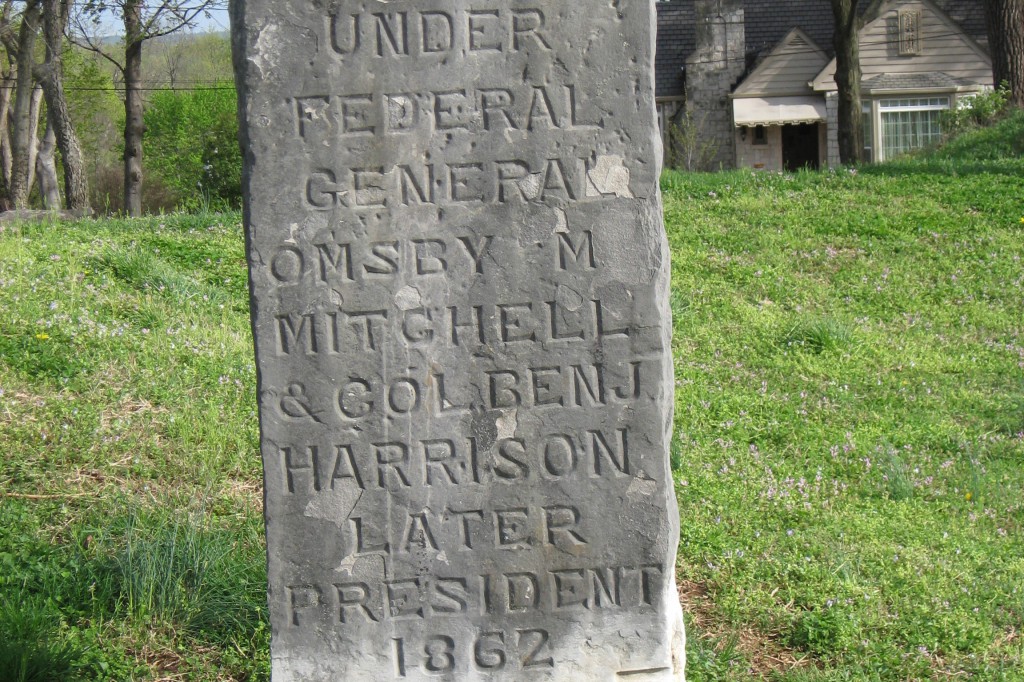 UNDER
FEDERAL
GENERAL
OMSBY M
MITCHELL
& COL. BENJ.
HARRISON
LATER
PRESIDENT
1862